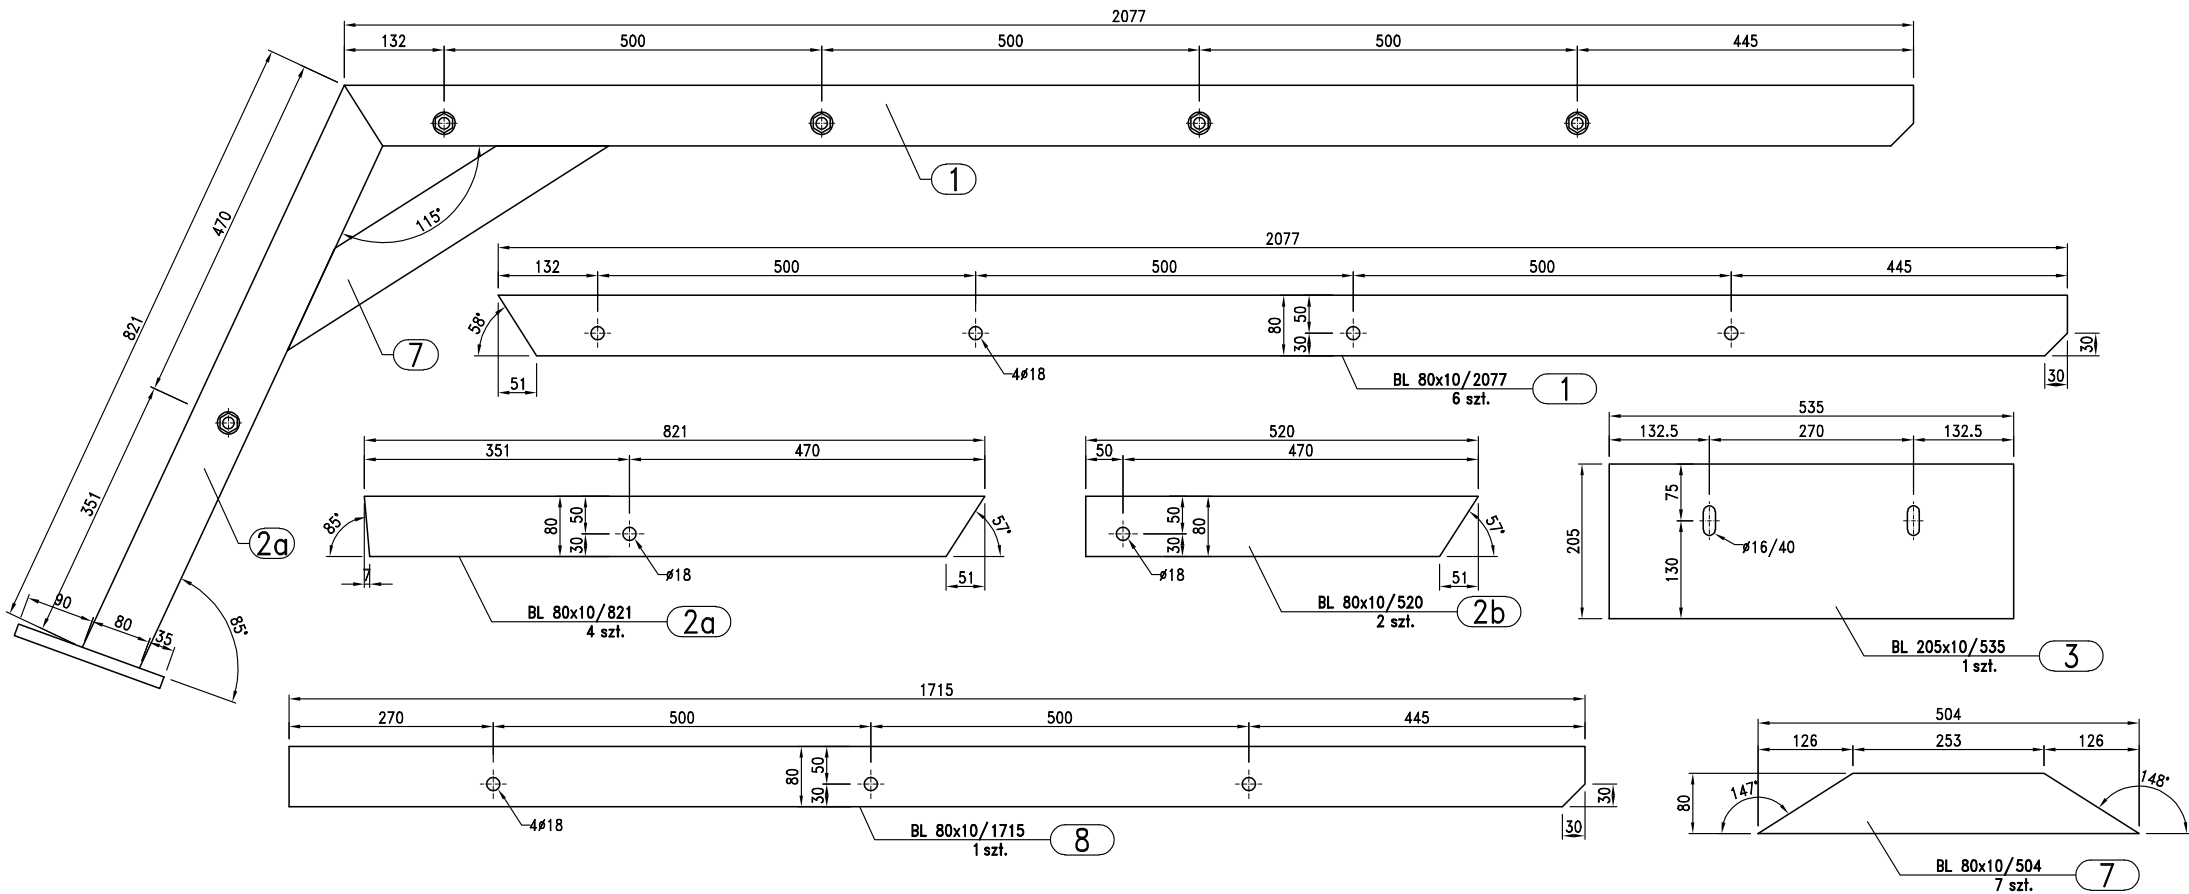 2077
132 500 500 500 445
821
470
351
1
115°
7
2a
90 80 35
85°
2077
132 500 500 500 445
58°
51
4ø18
80
50
30
30
30
BL 80x10/2077
6 szt.
1
821
351 470
85°
7
80
50
30
ø18
57°
51
BL 80x10/821
4 szt.
2a
520
50 470
50
30
80
ø18
57°
51
BL 80x10/520
2 szt.
2b
535
132.5 270 132.5
205
75
130
ø16/40
BL 205x10/535
1 szt.
3
1715
270 500 500 445
4ø18
80
50
30
30
30
BL 80x10/1715
1 szt.
8
504
126 253 126
80
147°
148°
BL 80x10/504
7 szt.
7